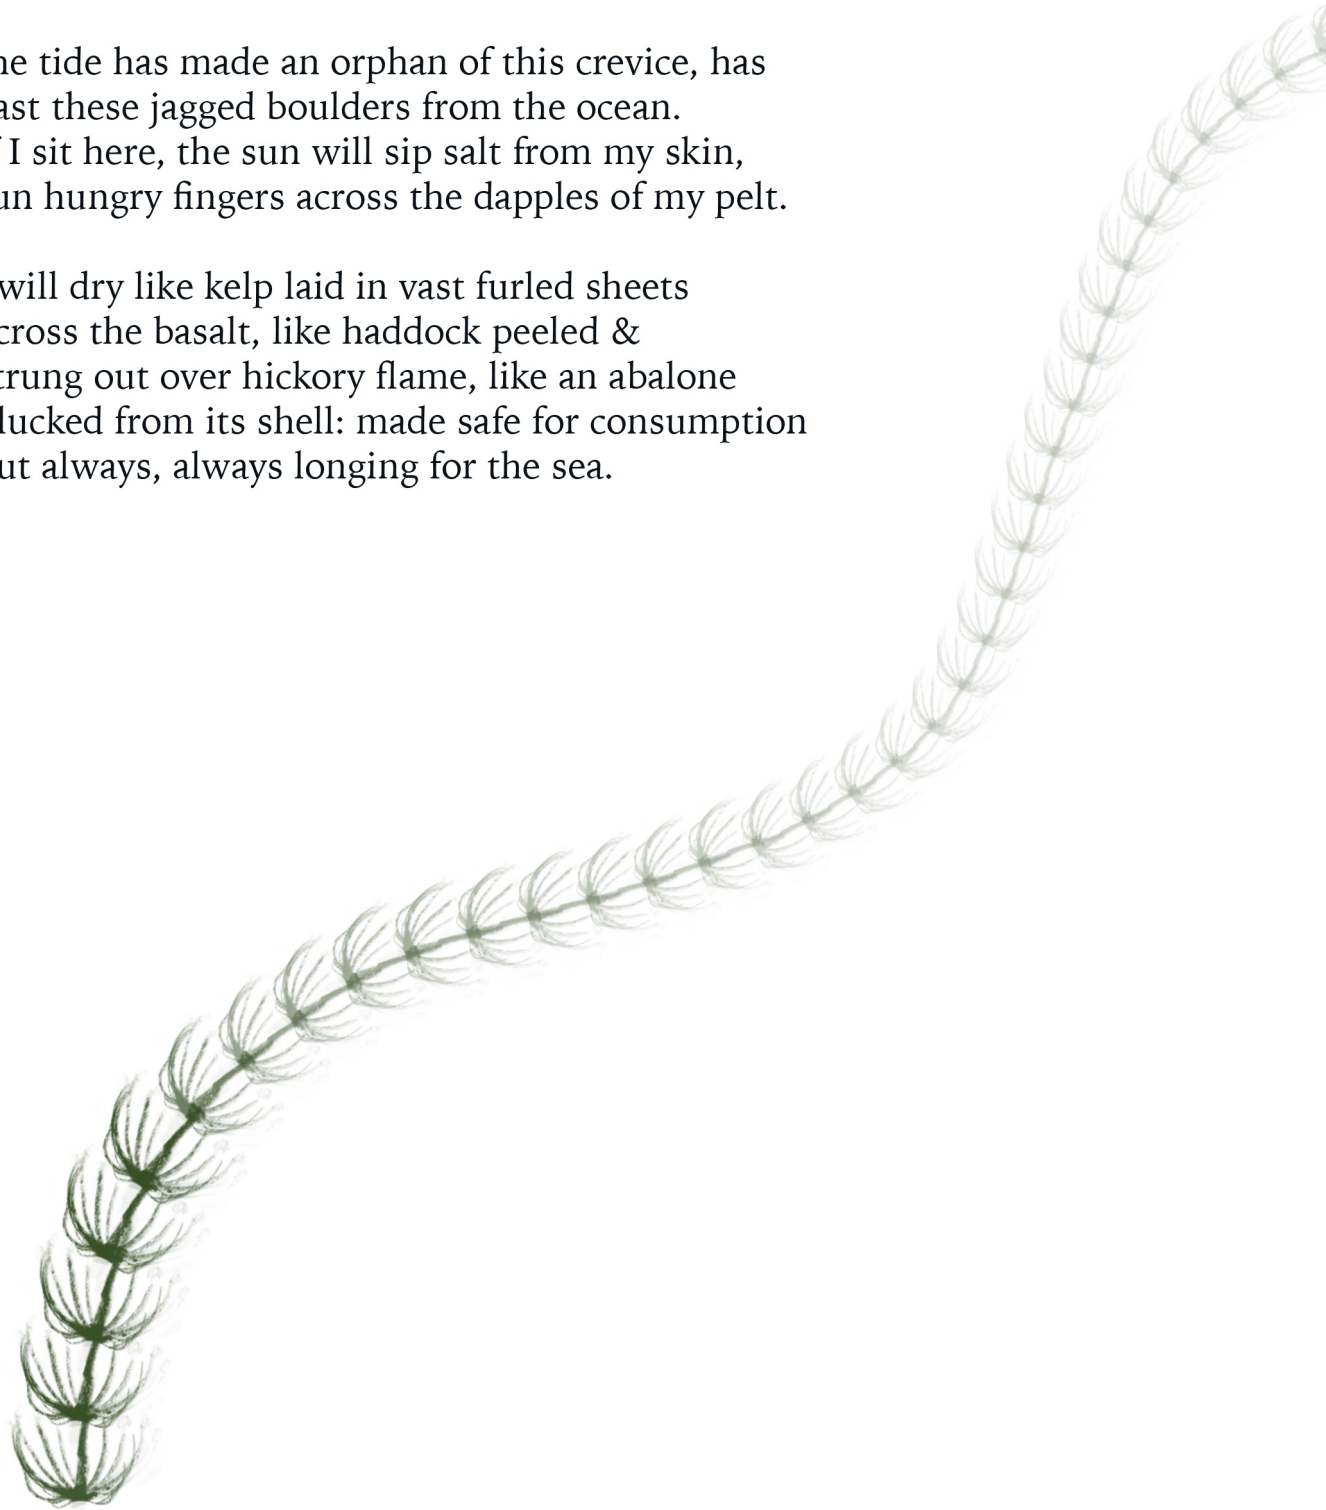 he tide has made an orphan of this crevice, has
ast these jagged boulders from the ocean.
I sit here, the sun will sip salt from my skin,
un hungry fingers across the dapples of my pelt.
will dry like kelp laid in vast furled sheets
cross the basalt, like haddock peeled &
trung out over hickory flame, like an abalone
lucked from its shell: made safe for consumption
ut always, always longing for the sea.